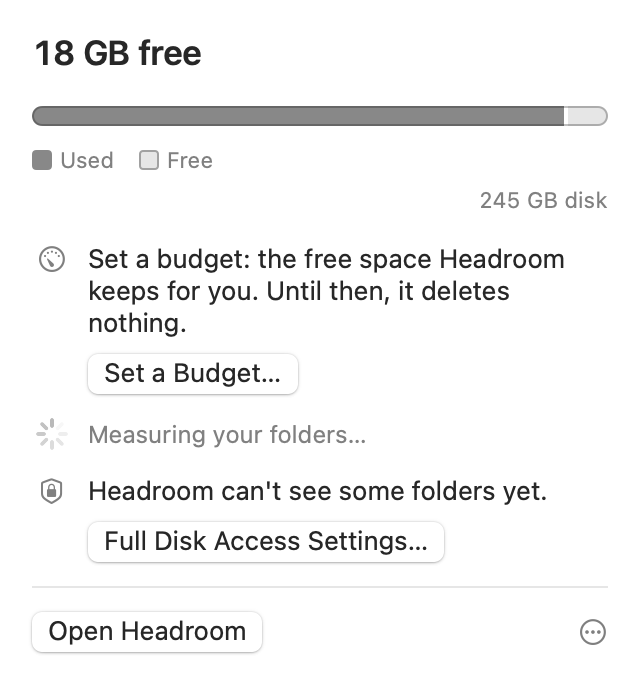 18 GB free
Used
Free
245 GB disk
Set a budget: the free space Headroom
keeps for you. Until then, it deletes
nothing.
Set a Budget...
Measuring your folders...
Headroom can't see some folders yet.
Full Disk Access Settings...
Open Headroom